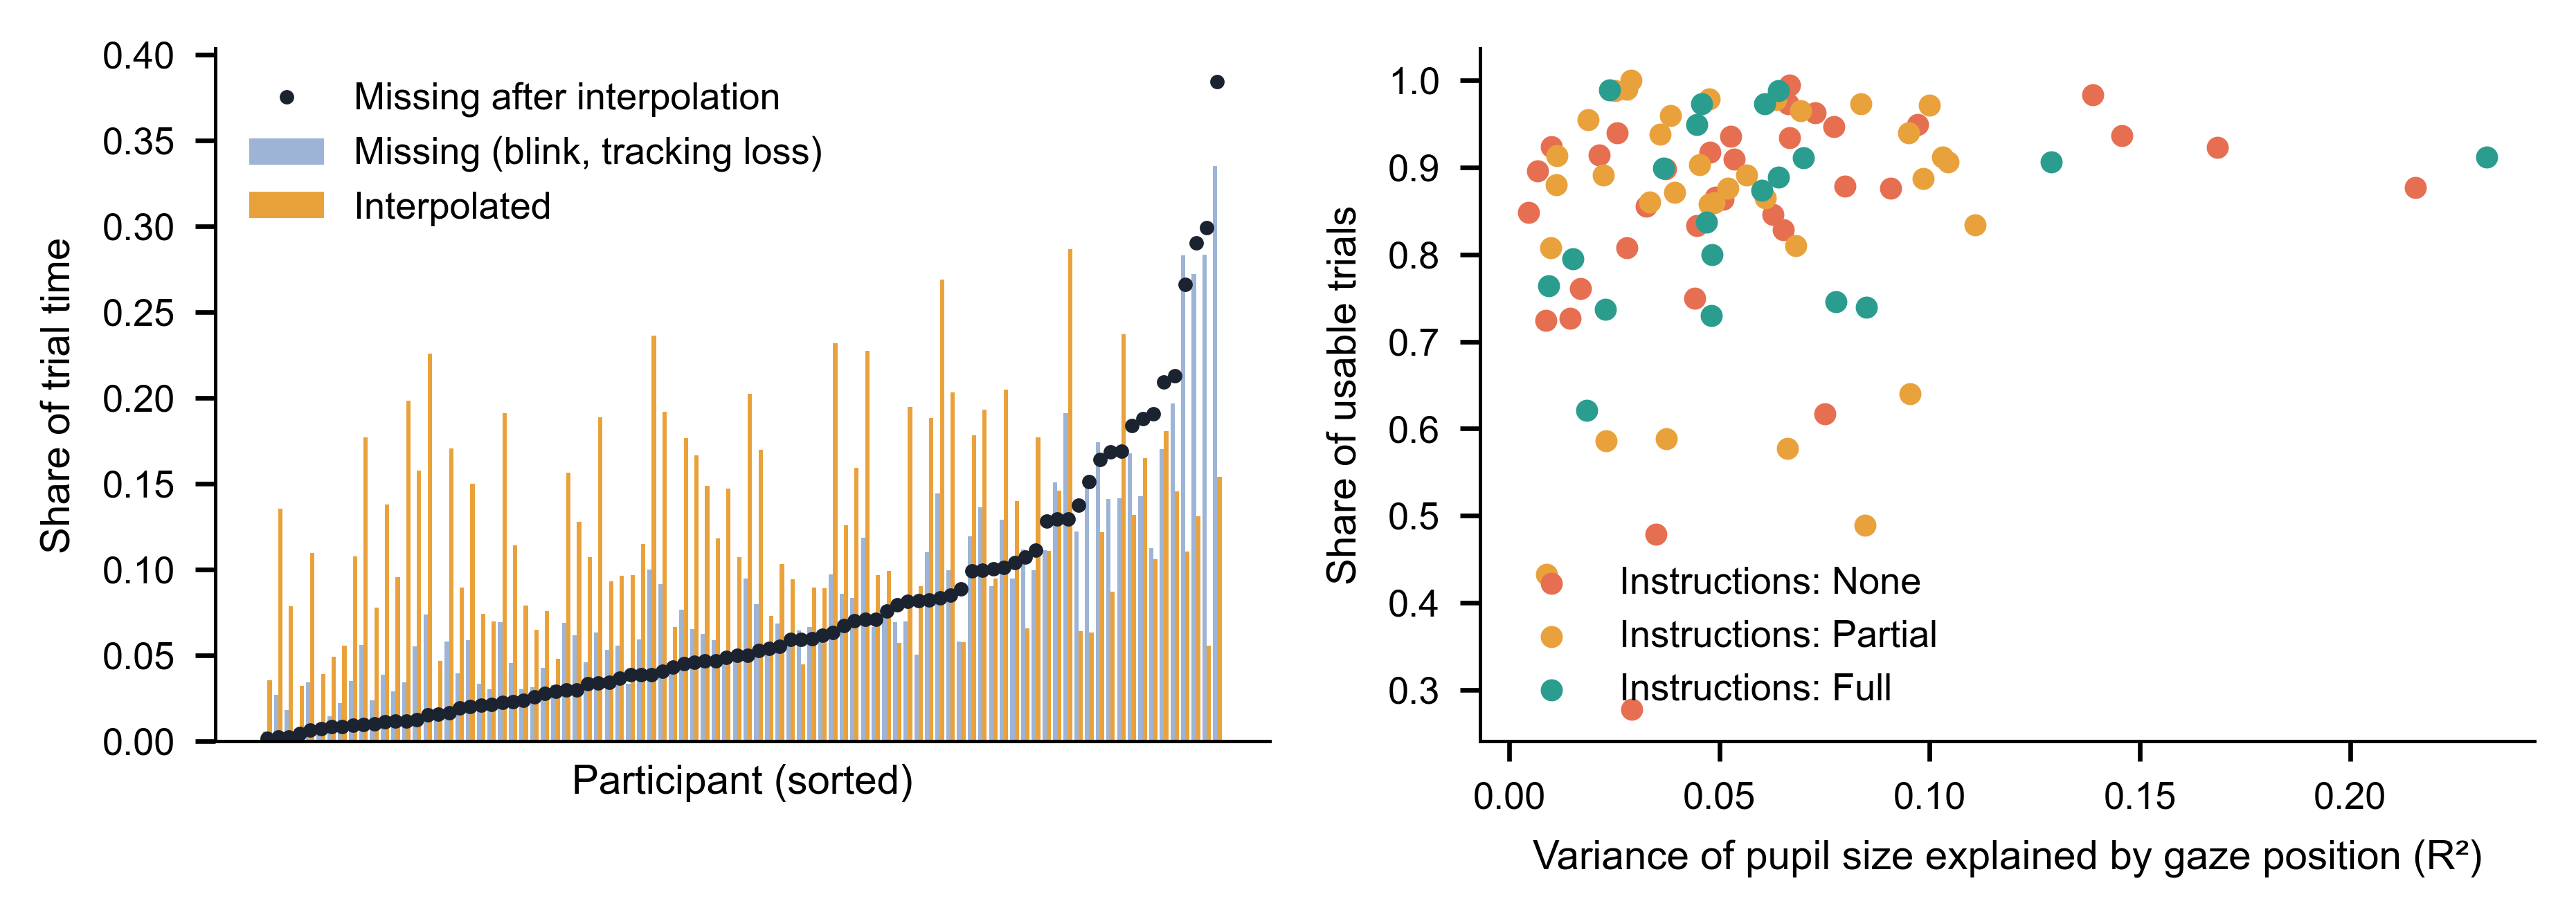 0.40
0.35
0.30
0.25
0.20
0.15
0.10
0.05
0.00
Share of trial time
Missing after interpolation
Missing (blink, tracking loss)
Interpolated
Participant (sorted)
1.0
0.9
0.8
0.7
0.6
0.5
0.4
0.3
Share of usable trials
Instructions: None
Instructions: Partial
Instructions: Full
0.00 0.05 0.10 0.15 0.20
Variance of pupil size explained by gaze position (R²)